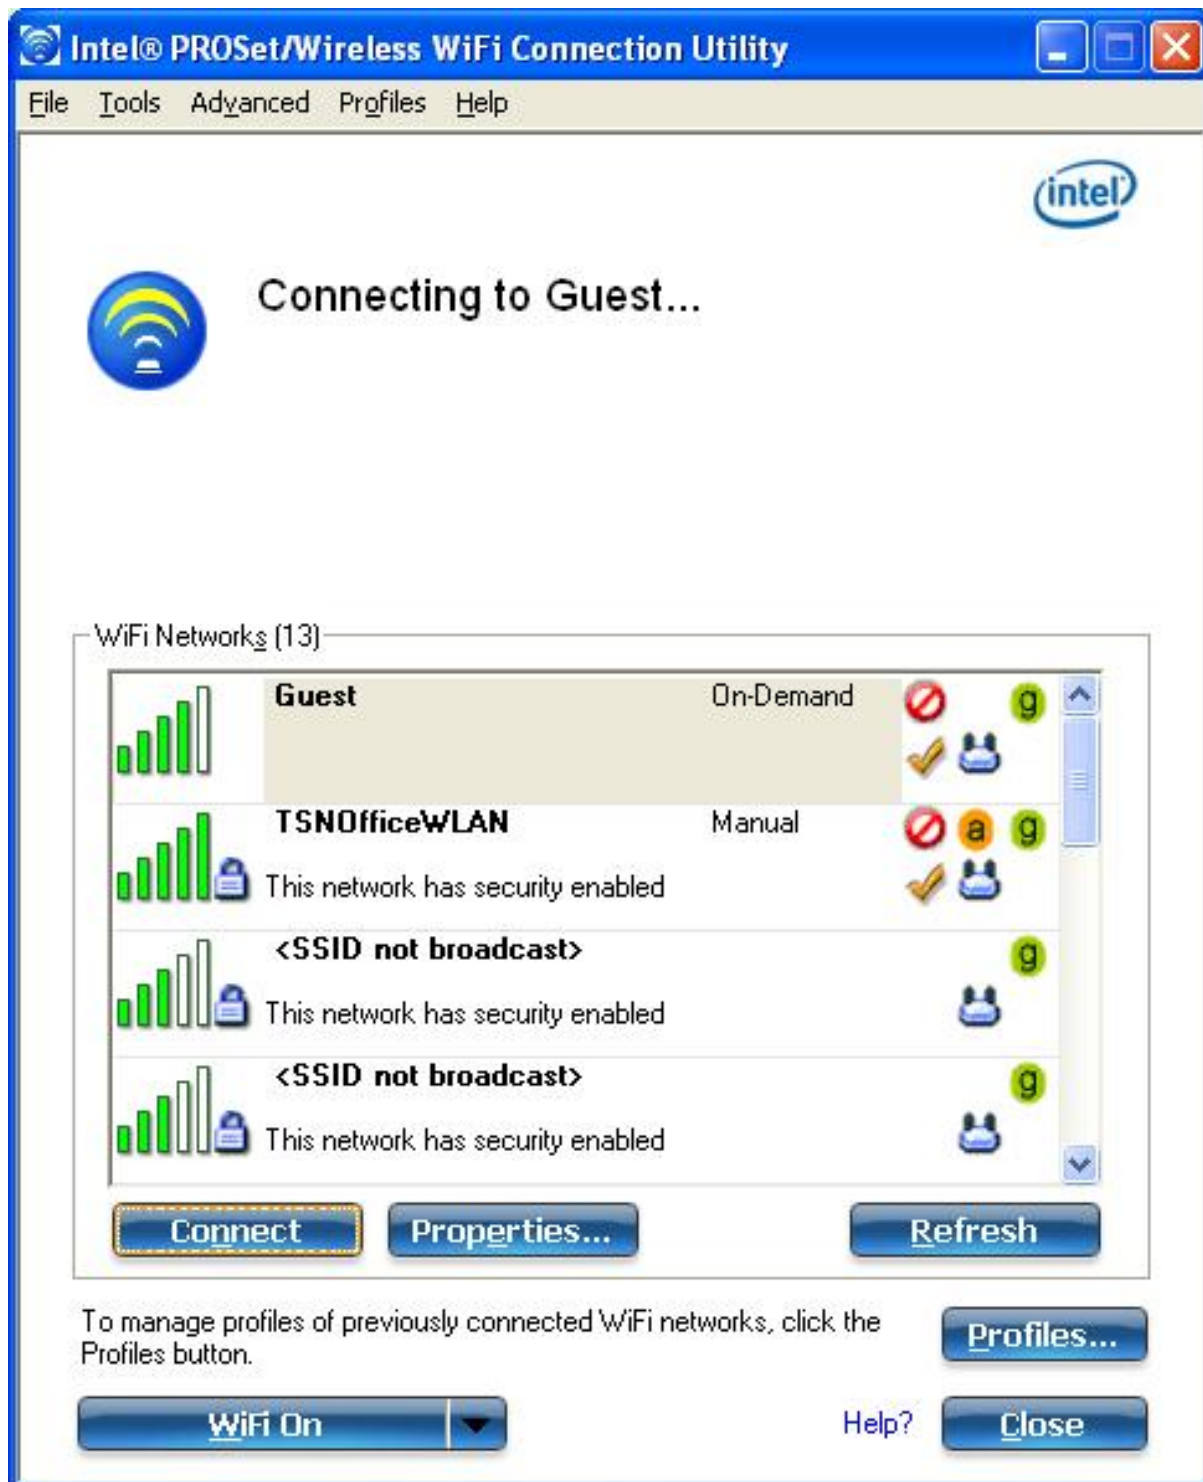 Intel® PROSet/Wireless WiFi Connection Utility
File Tools Advanced Profiles Help
intel
Connecting to Guest...
WiFi Networks (13)
Guest On-Demand g
TSNOfficeWLAN Manual a g
This network has security enabled
<SSID not broadcast> g
This network has security enabled
<SSID not broadcast> g
This network has security enabled
Connect Properties... Refresh
To manage profiles of previously connected WiFi networks, click the
Profiles button.
Profiles...
WiFi On Help? Close